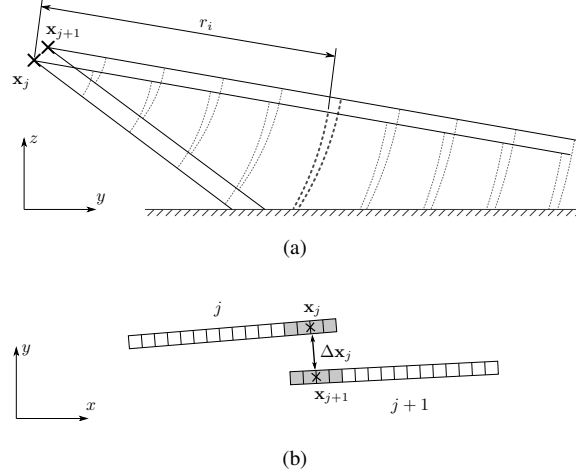 r_i
x_{j+1}
x_j
z
y
(a)
j
x_j
y
Δx_j
x_{j+1}
x
j + 1
(b)